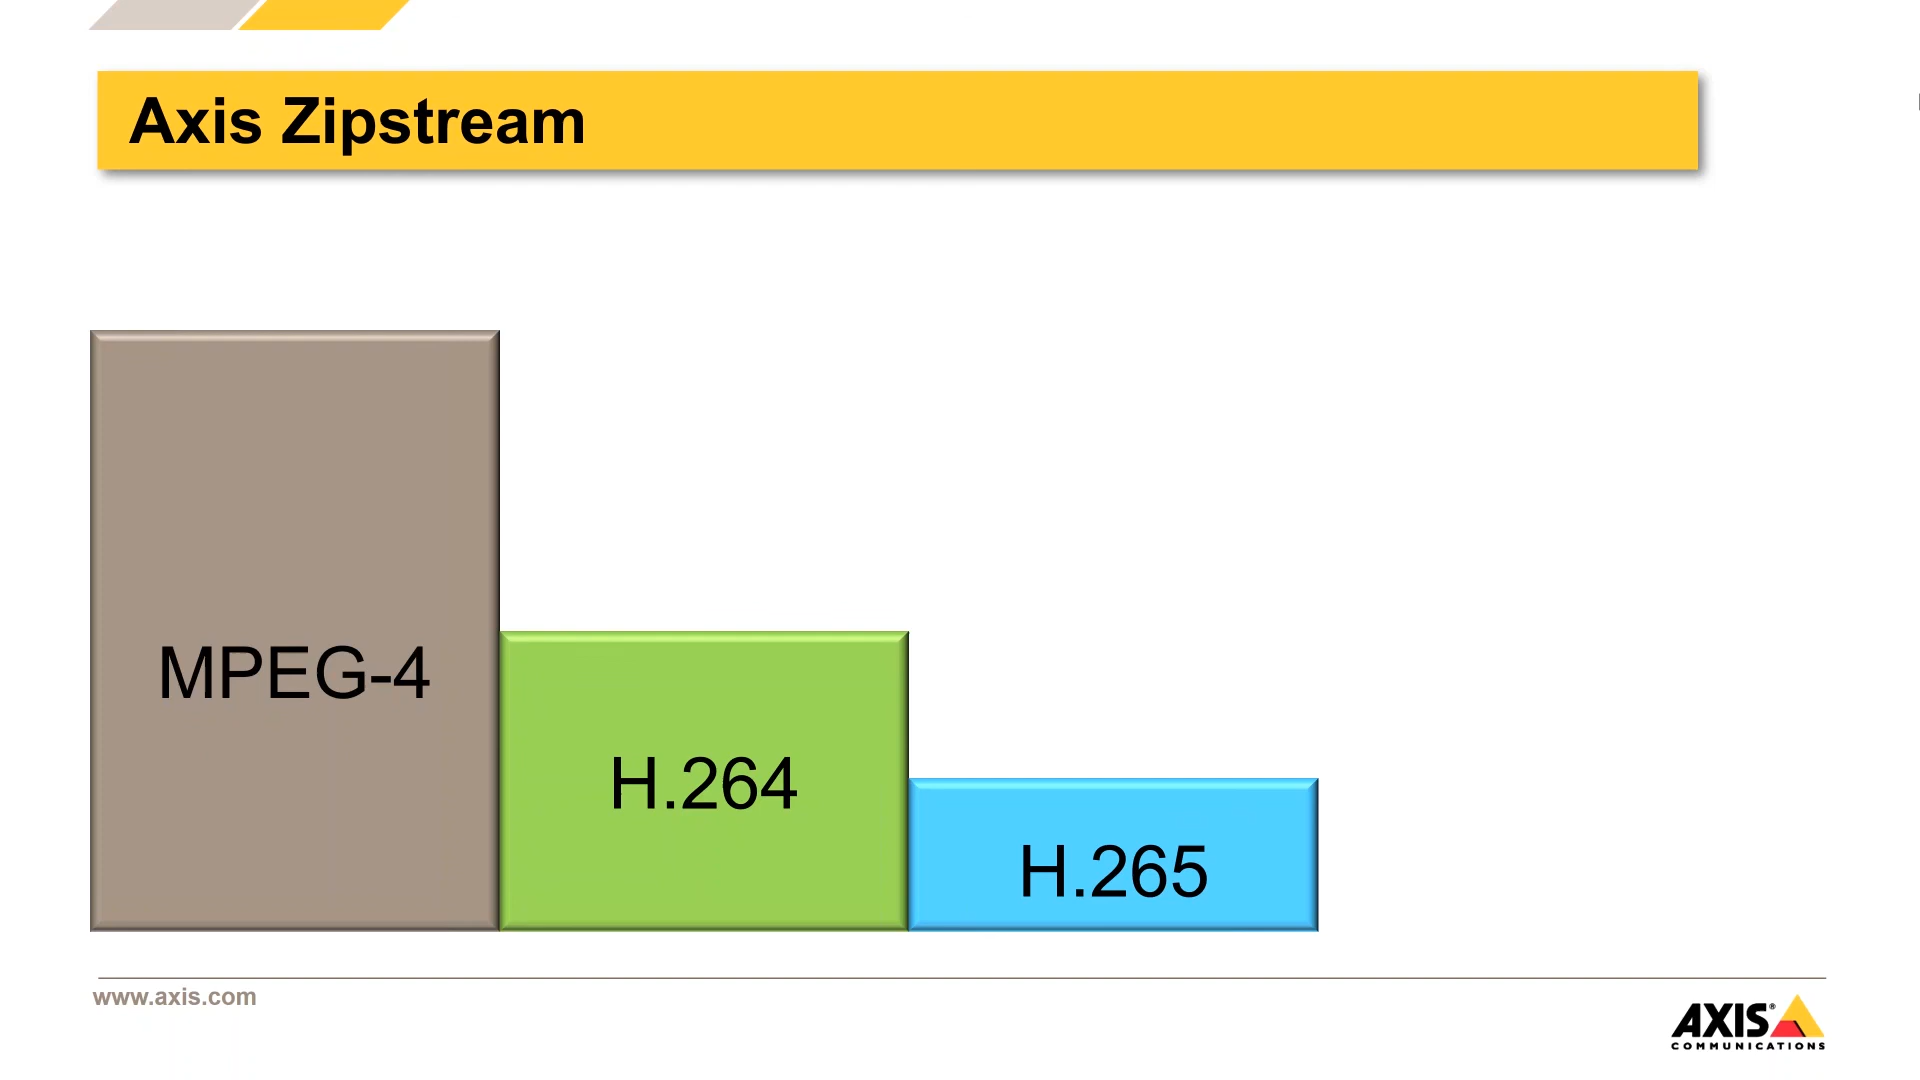 Axis Zipstream
MPEG-4
H.264
H.265
www.axis.com
AXIS®
COMMUNICATIONS